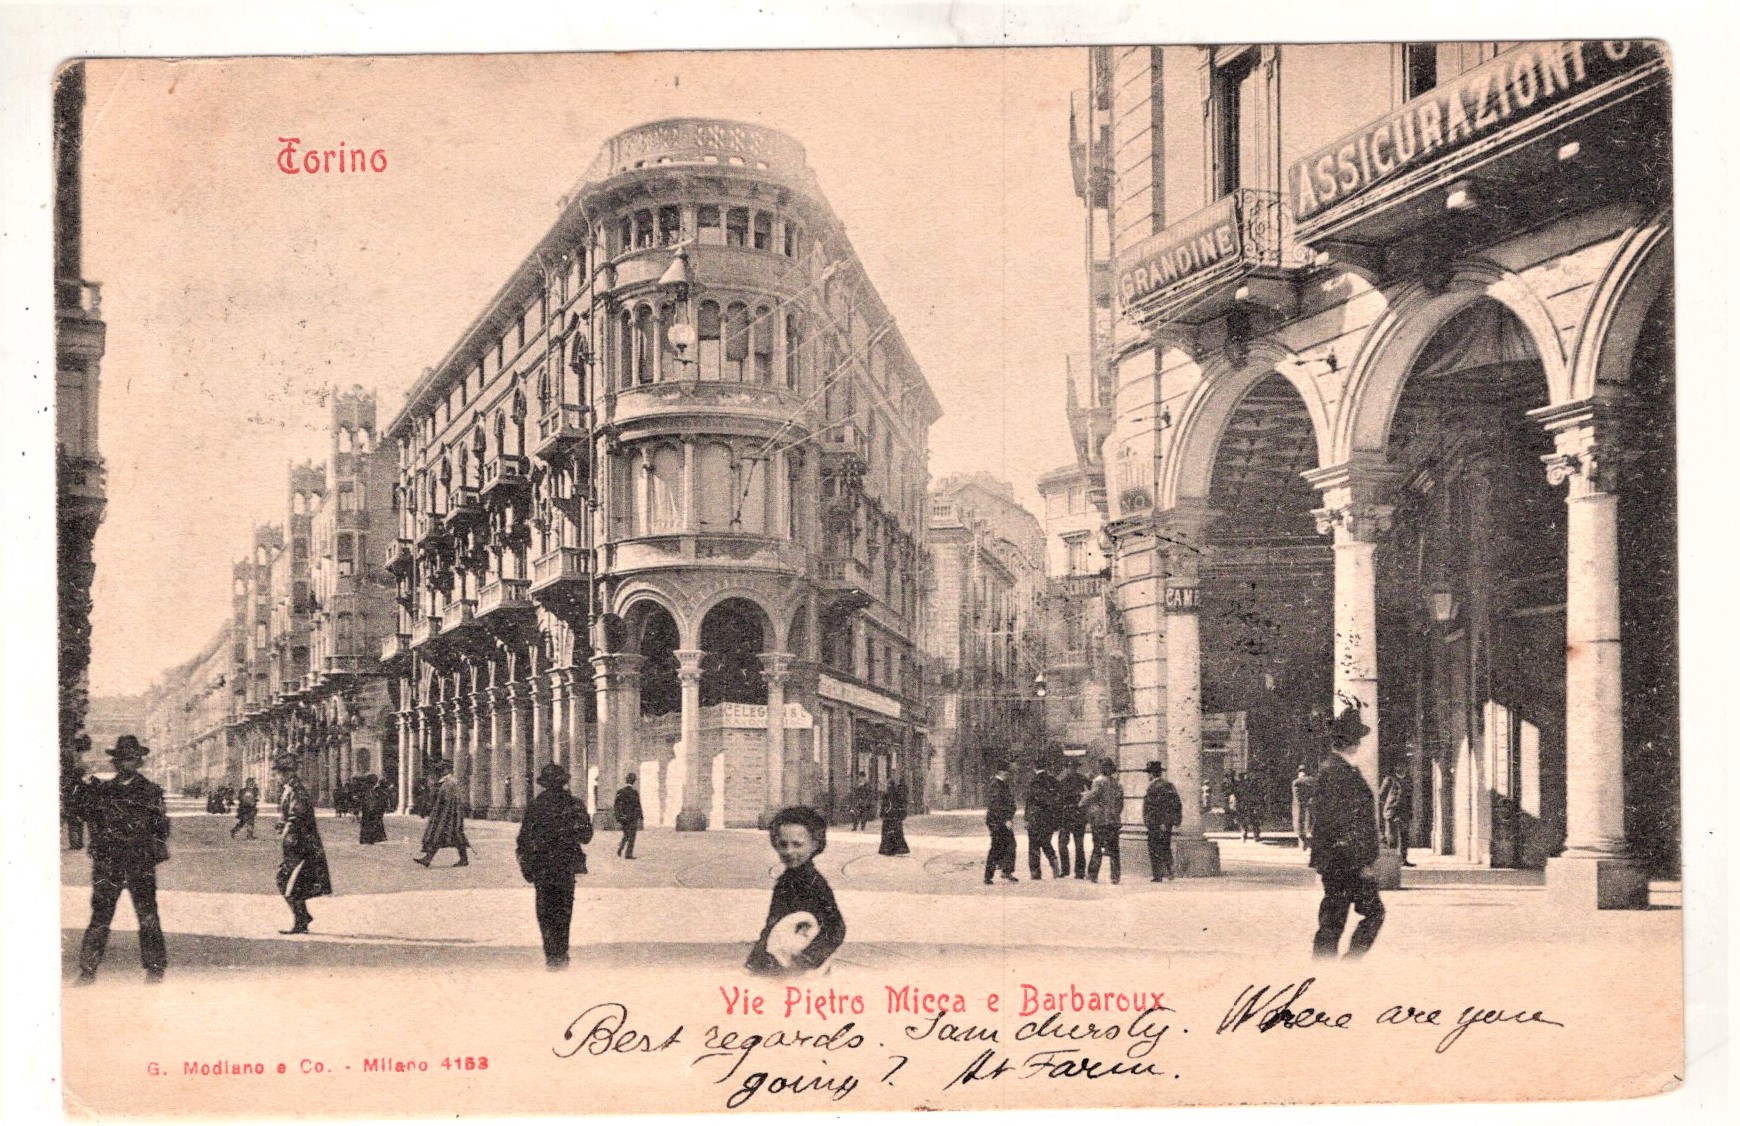 Torino
ASSICURAZIONI
GRANDINE
Vie Pietro Micca e Barbaroux
Best regards. I am thirsty. Where are you
going? At Farm.
G. Modiano e Co. - Milano 4153